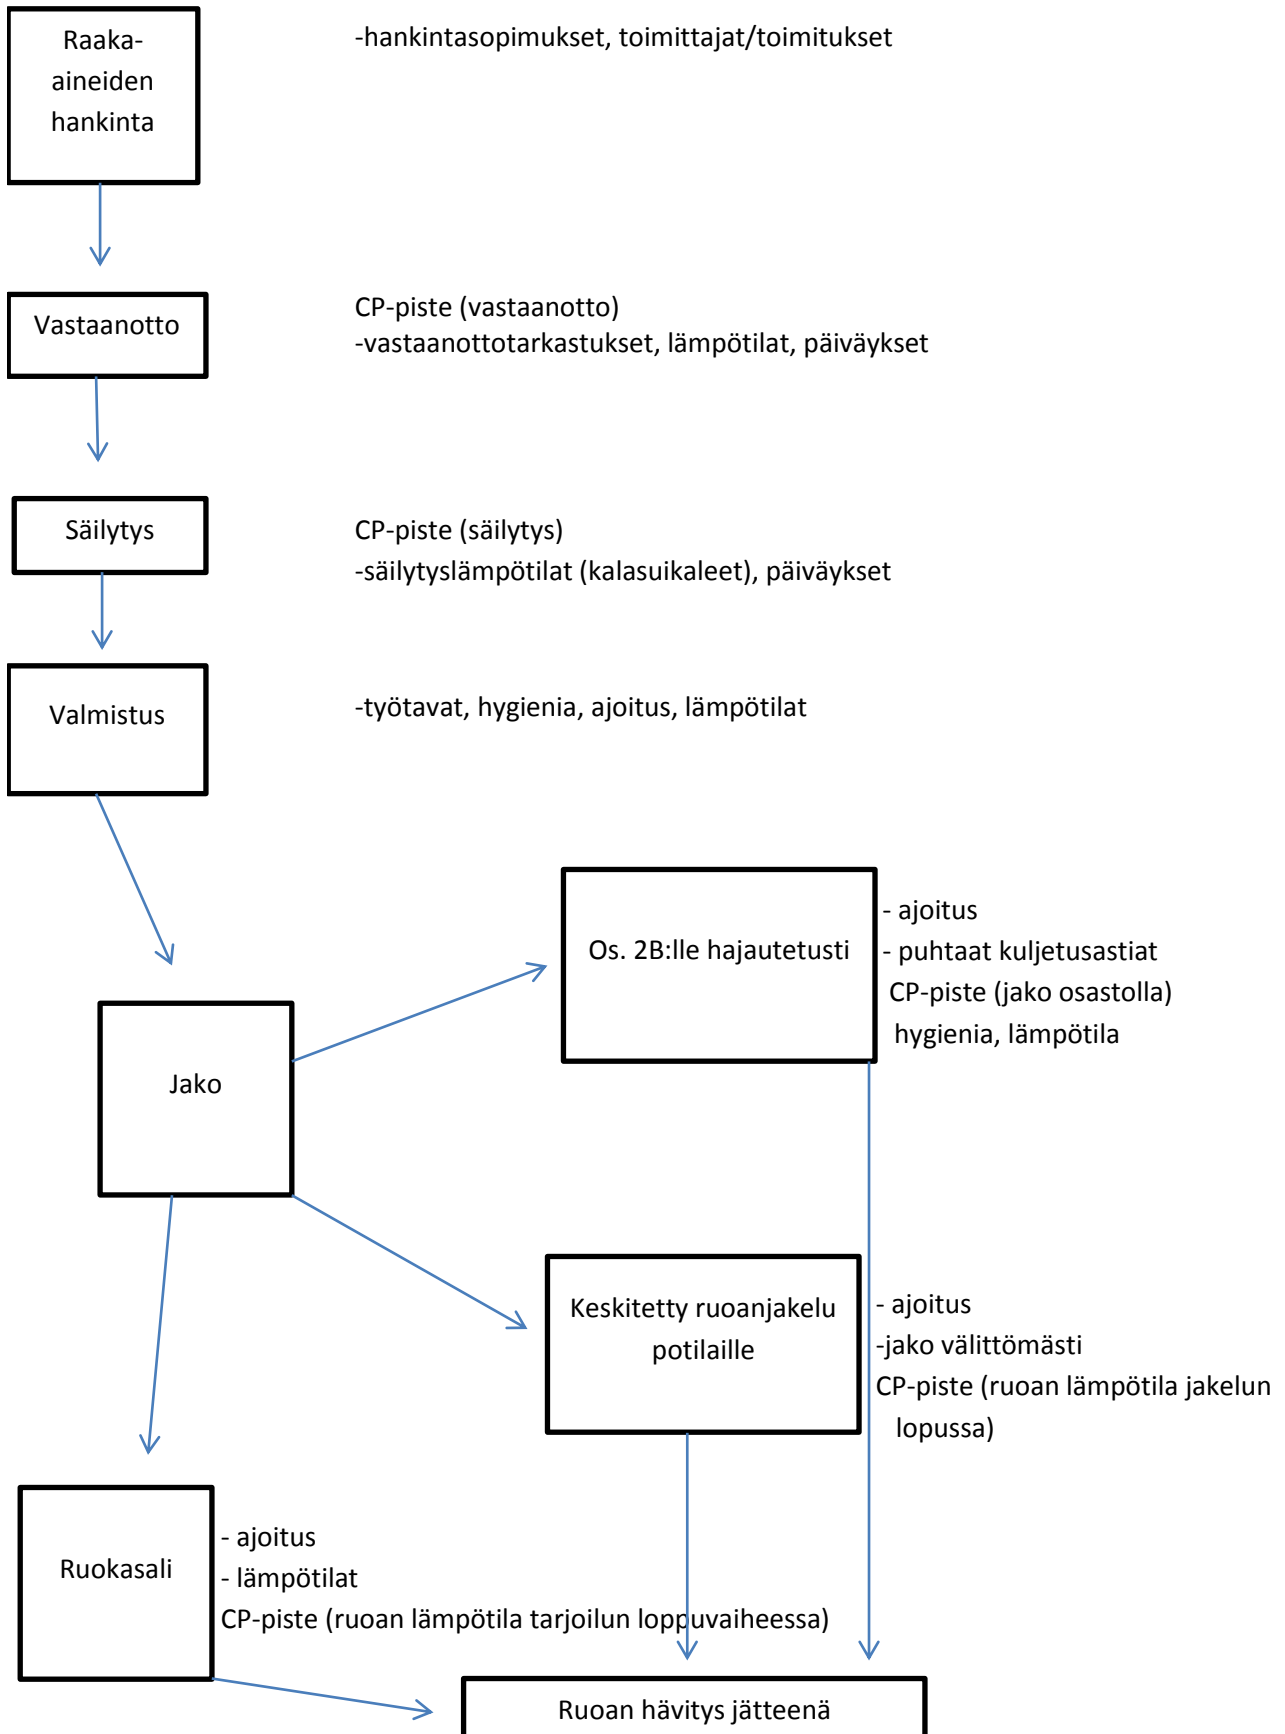 Raaka-
aineiden
hankinta
-hankintasopimukset, toimittajat/toimitukset
Vastaanotto
CP-piste (vastaanotto)
-vastaanottotarkastukset, lämpötilat, päiväykset
Säilytys
CP-piste (säilytys)
-säilytyslämpötilat (kalasuikaleet), päiväykset
Valmistus
-työtavat, hygienia, ajoitus, lämpötilat
Os. 2B:lle hajautetusti
- ajoitus
- puhtaat kuljetusastiat
CP-piste (jako osastolla)
hygienia, lämpötila
Jako
Keskitetty ruoanjakelu
potilaille
- ajoitus
-jako välittömästi
CP-piste (ruoan lämpötila jakelun
lopussa)
Ruokasali
- ajoitus
- lämpötilat
CP-piste (ruoan lämpötila tarjoilun loppuvaiheessa)
Ruoan hävitys jätteenä